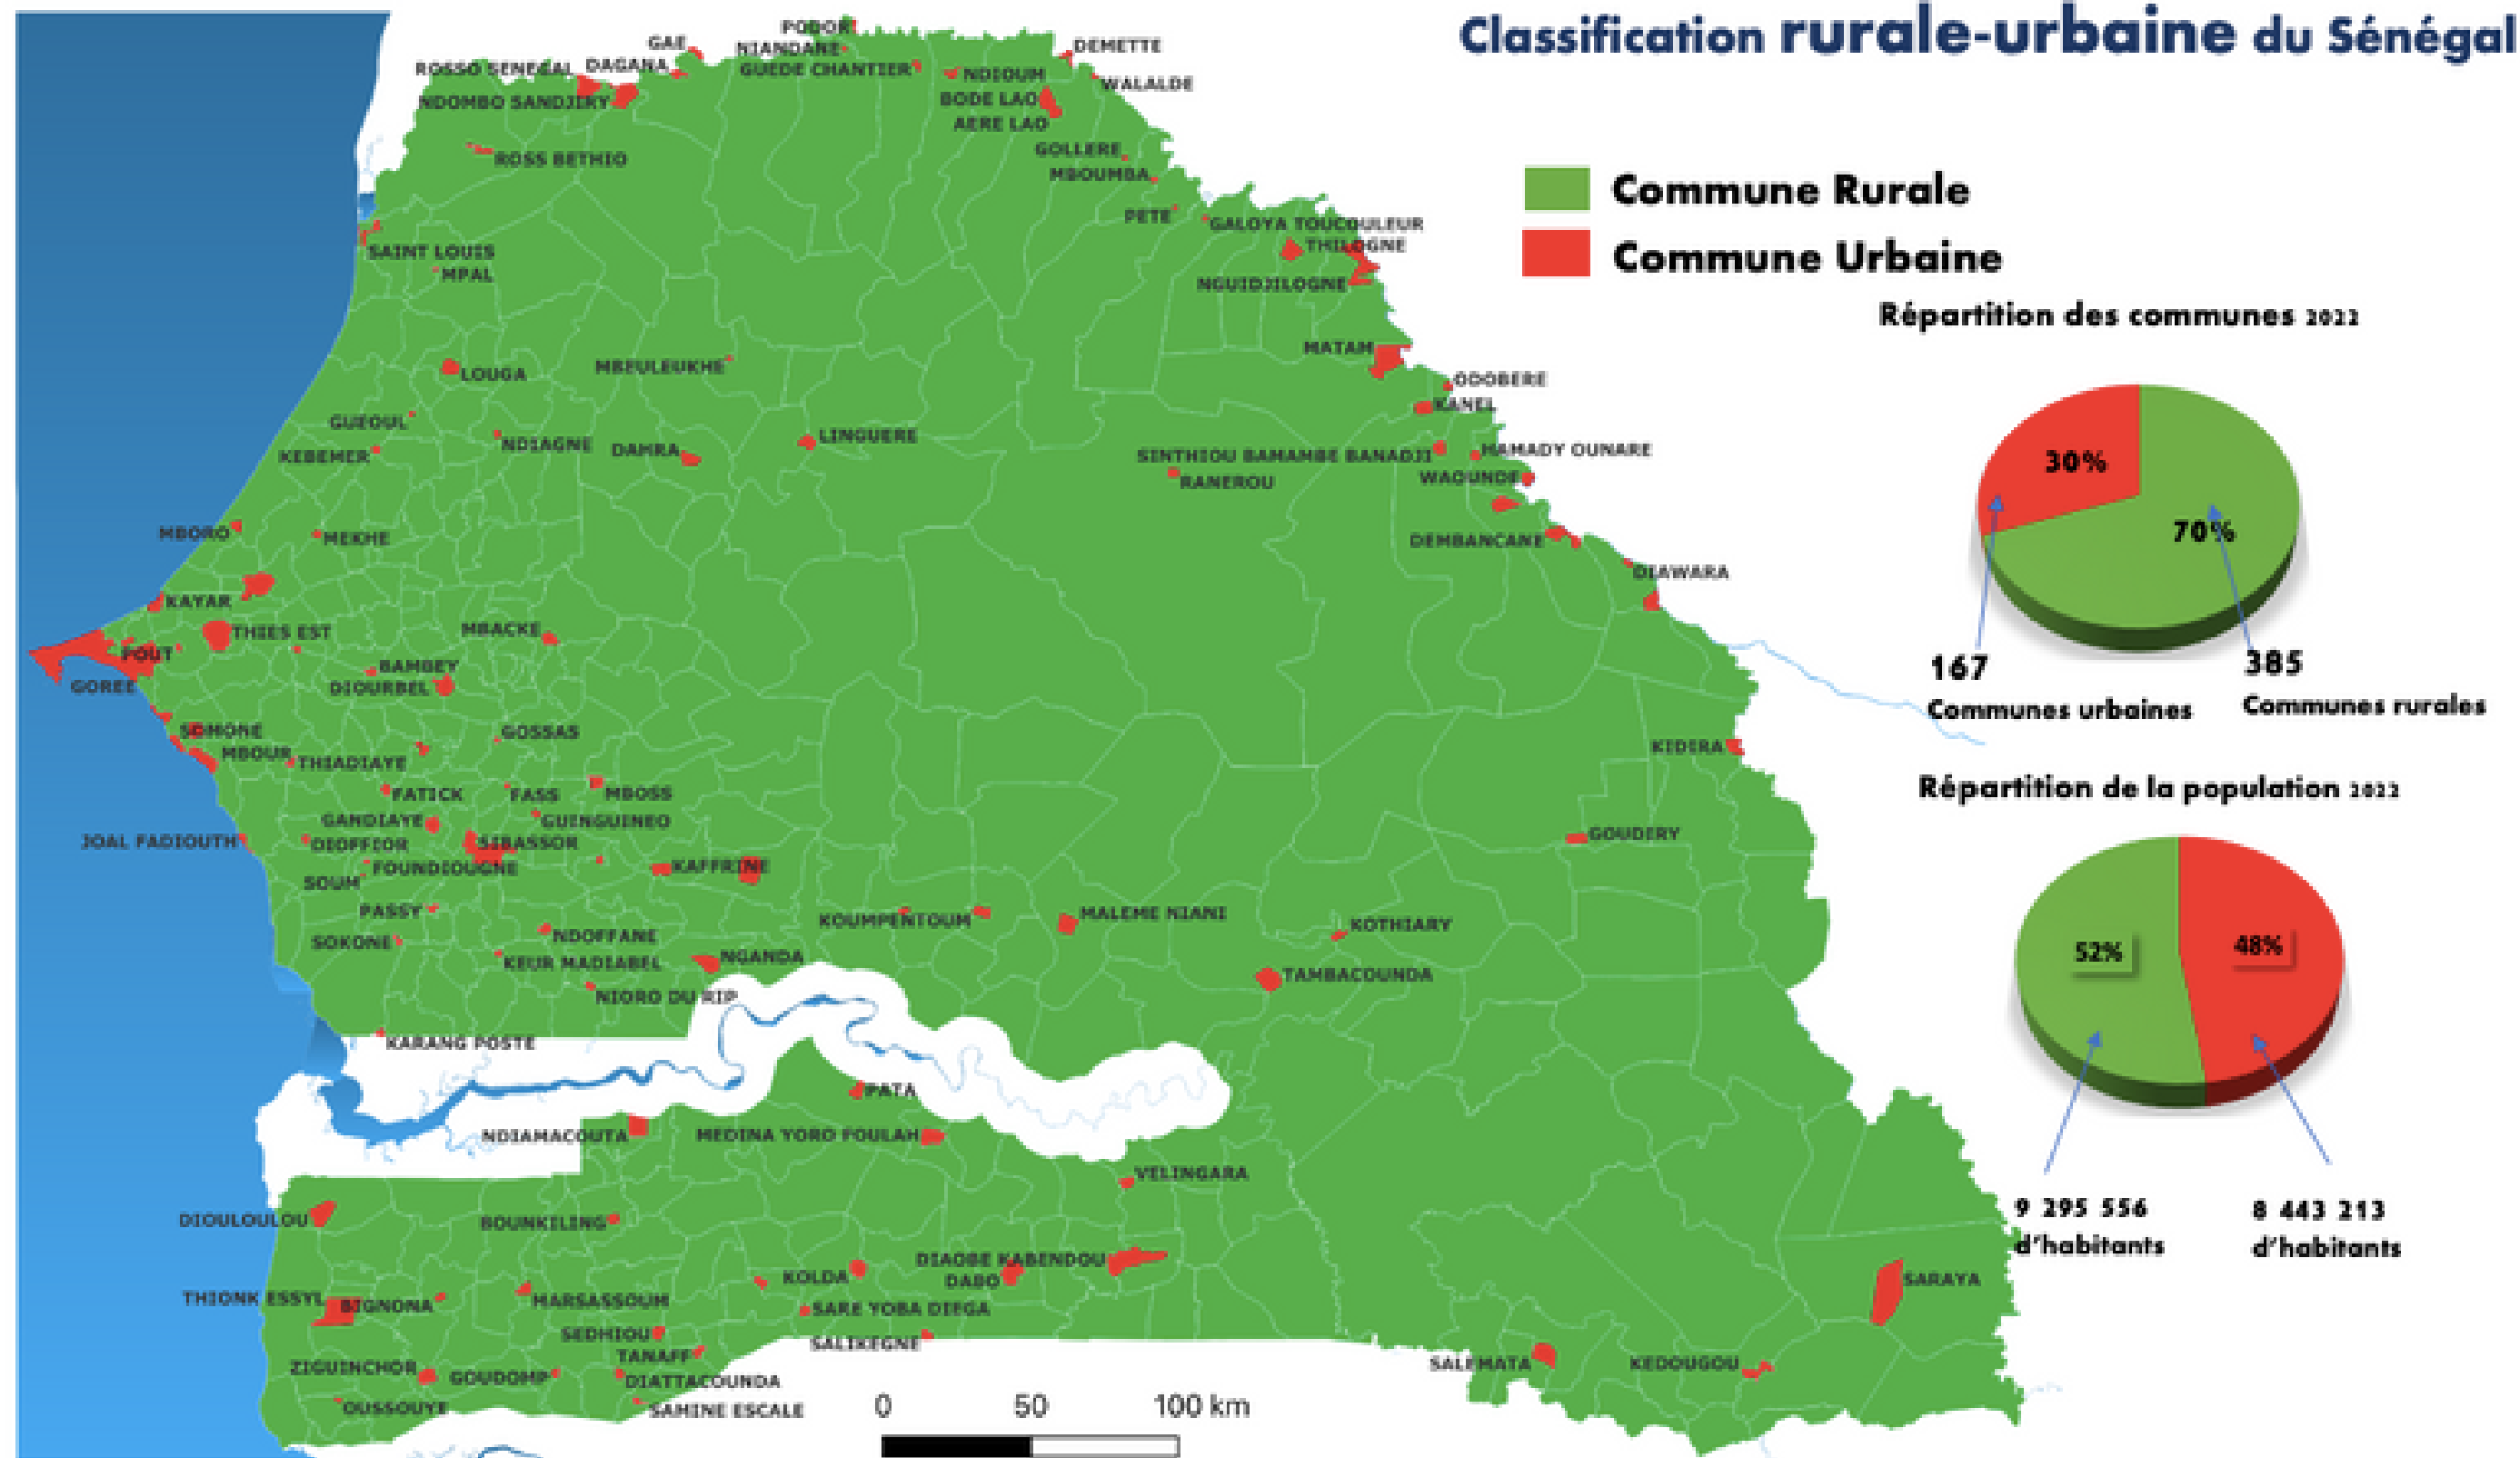 Classification rurale-urbaine du Sénégal
Commune Rurale
Commune Urbaine
Répartition des communes 2022
30%
70%
167
Communes urbaines
385
Communes rurales
Répartition de la population 2022
52%
48%
9 295 556
d'habitants
8 443 213
d'habitants
PODOR
GAE
NIANDANE
DEMETTE
ROSSO SENEGAL
DAGANA
GUEDE CHANTIER
NDIOUM
WALALDE
NDOMBO SANDJIRY
BODE LAO
AERE LAO
ROSS BETHIO
GOLLERE
MBOUMBA
PETE
GALOYA TOUCOULEUR
THILOGNE
SAINT LOUIS
MPAL
NGUIDJILOGNE
MATAM
LOUGA
MBEULEUKHE
ODOBERE
KANEL
GUEOUL
NDIAGNE
DAHRA
LINGUERE
KEBEMER
SINTHIOU BAMAMBE BANADJI
HAMADY OUNARE
RANEROU
WAOUNDE
MBORO
MEKHE
DEMBANCANE
DIAWARA
KAYAR
THIES EST
MBACKE
POUT
BAMBEY
GOREE
DIOURBEL
SOMONE
GOSSAS
MBOUR
THIADIAYE
KIDIRA
FATICK
FASS
MBOSS
GANDIAYE
GUINGUINEO
JOAL FADIOUTH
DIOFFIOR
SIBASSOR
GOUDIRY
FOUNDIOUGNE
KAFFRINE
SOUM
PASSY
KOUMPENTOUM
MALEME NIANI
KOTHIARY
SOKONE
NDOFFANE
KEUR MADIABEL
NGANDA
TAMBACOUNDA
NIORO DU RIP
KARANG POSTE
PATA
NDIAMACOUTA
MEDINA YORO FOULAH
VELINGARA
DIOULOULOU
BOUNKILING
DIAOBE KABENDOU
KOLDA
DABO
SARAYA
THIONK ESSYL
BIGNONA
MARSASSOUM
SARE YOBA DIEGA
SEDHIOU
SALIKEGNE
TANAFF
SALEMATA
KEDOUGOU
ZIGUINCHOR
GOUDOMP
DIATTACOUNDA
OUSSOUYE
SAMINE ESCALE
0 50 100 km